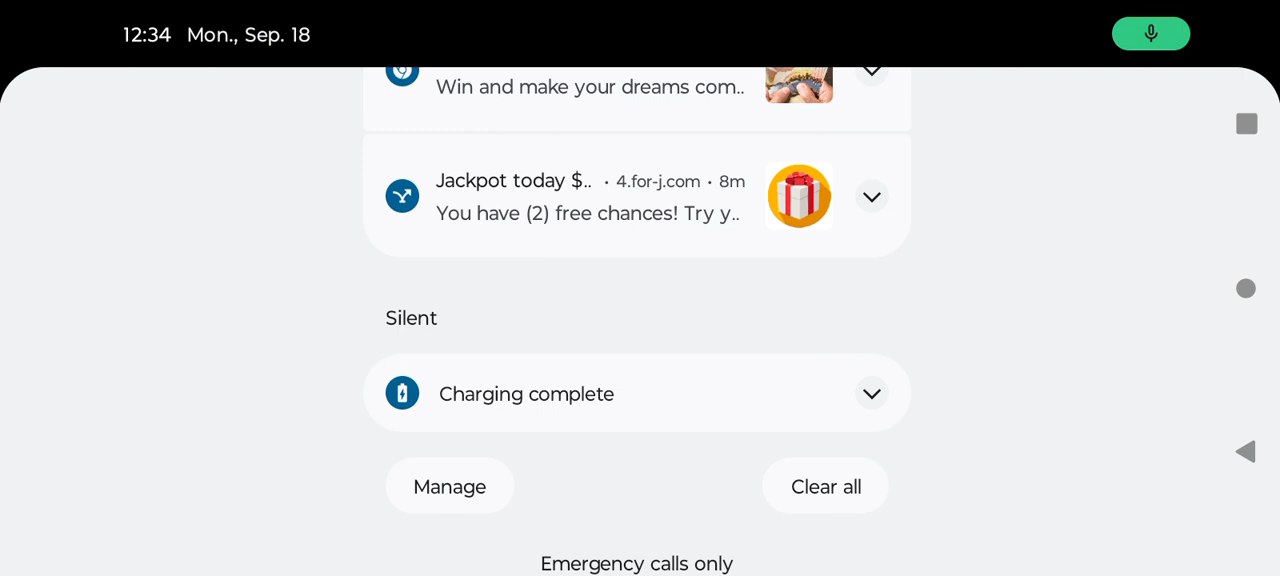 12:34 Mon., Sep. 18
Win and make your dreams com..
Jackpot today $.. • 4.for-j.com • 8m
You have (2) free chances! Try y..
Silent
Charging complete
Manage
Clear all
Emergency calls only